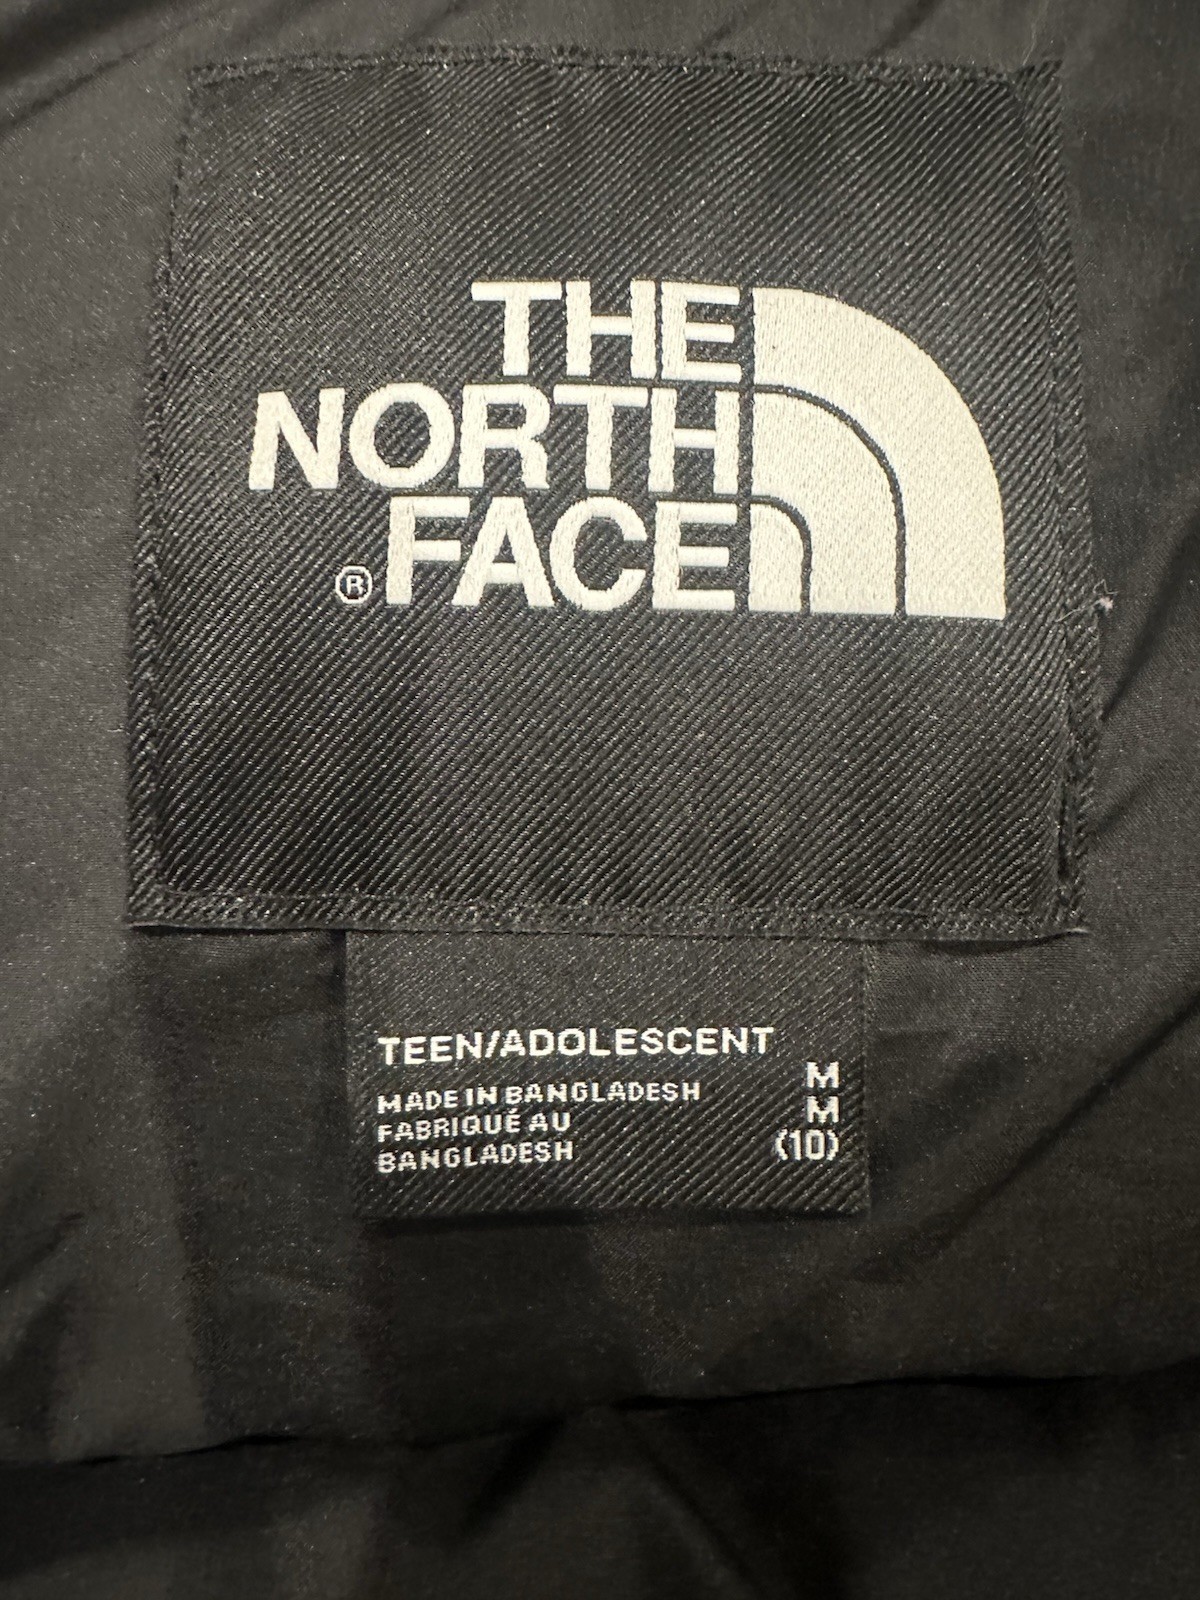 THE
NORTH
® FACE
TEEN/ADOLESCENT
MADE IN BANGLADESH
FABRIQUÉ AU
BANGLADESH
M
M
(10)